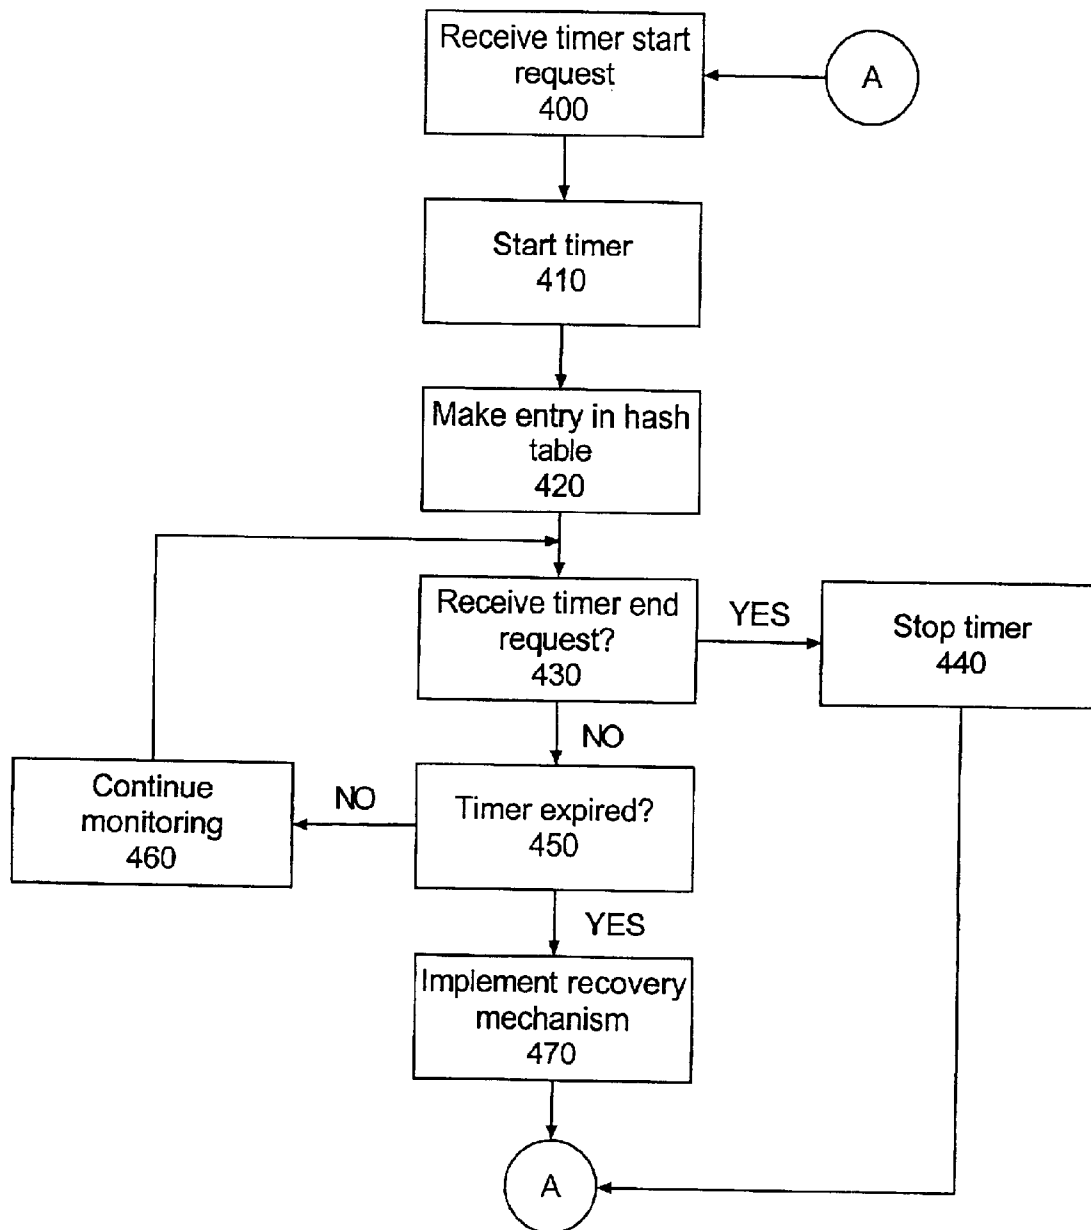 Receive timer start
request
400
A
Start timer
410
Make entry in hash
table
420
Receive timer end
request?
430
YES
Stop timer
440
NO
Continue
monitoring
460
NO
Timer expired?
450
YES
Implement recovery
mechanism
470
A